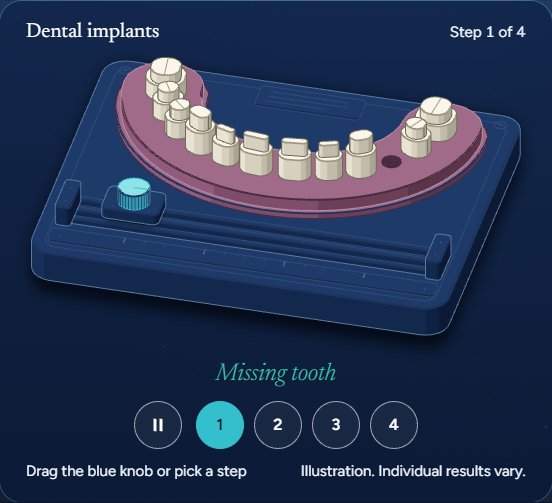 Dental implants
Step 1 of 4
Missing tooth
1 2 3 4
Drag the blue knob or pick a step
Illustration. Individual results vary.